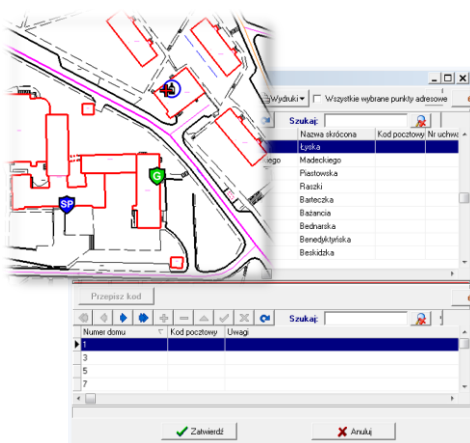 Wydruki
Wszystkie wybrane punkty adresowe
Szukaj:
Nazwa skrócona Kod pocztowy Nr uchwa
Łyska
Madeckiego
Piastowska
Raszki
Barteczka
Bażancia
Bednarska
Benedyktyńska
Beskidzka
G
SP
Przepisz kod
Szukaj:
Numer domu Kod pocztowy Uwagi
1
3
5
7
Zatwierdź
Anuluj